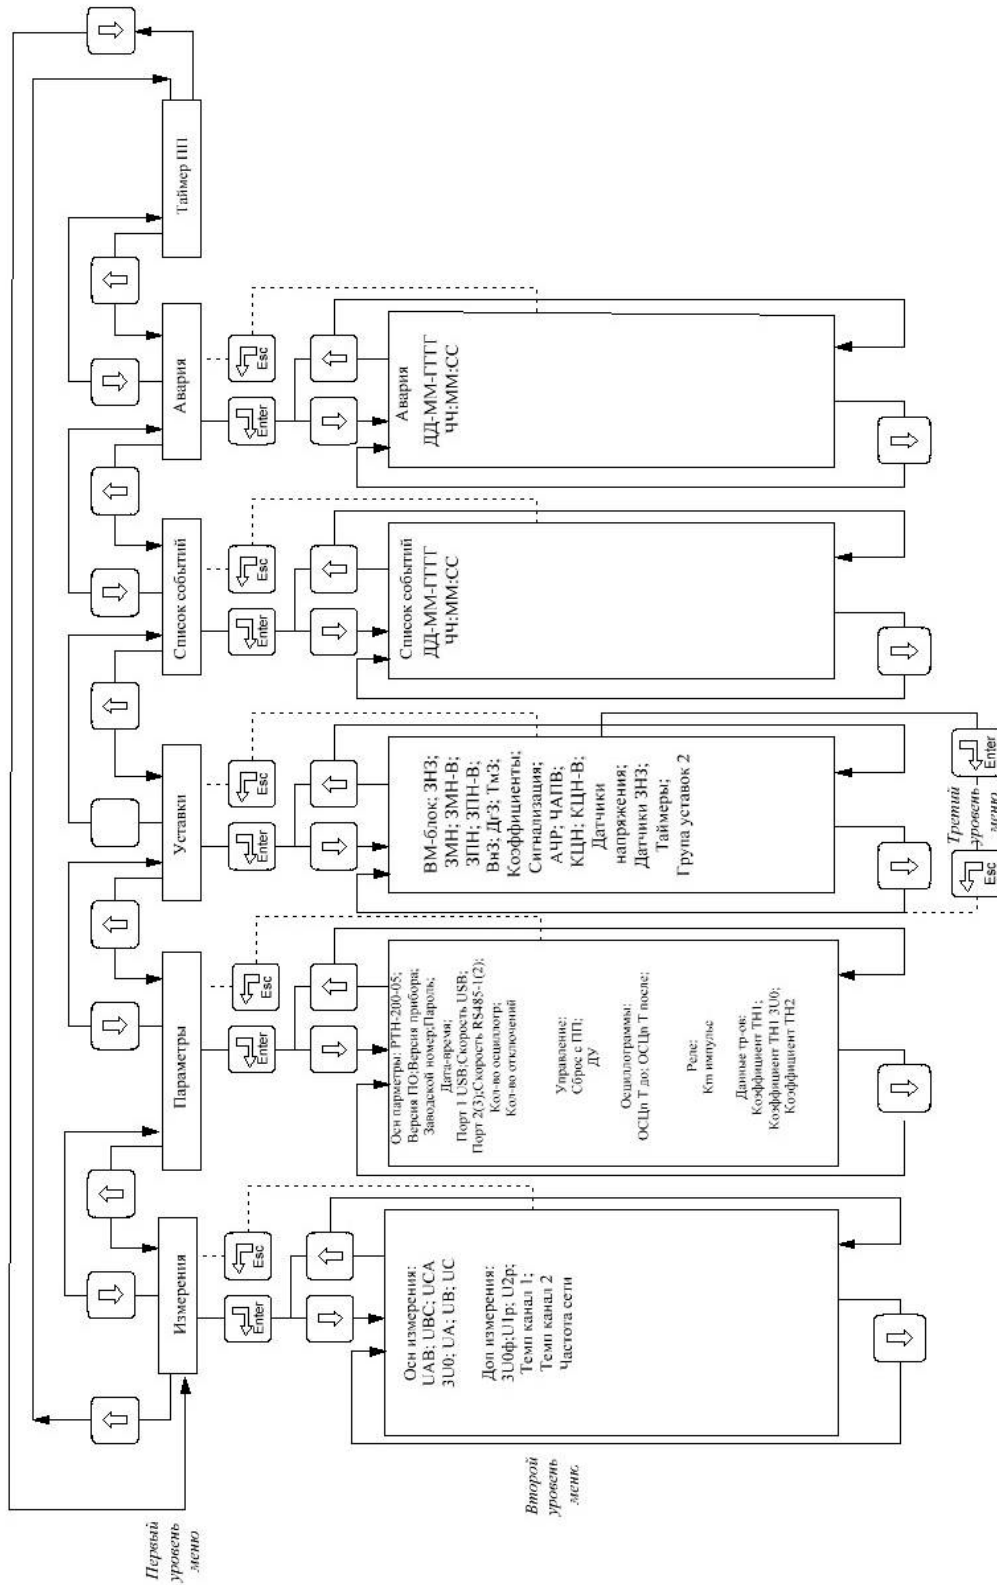 Первый
уровень
меню
Измерения
Параметры
Уставки
Список событий
Авария
Таймер ПП
Enter
Esc
Enter
Esc
Enter
Esc
Enter
Esc
Enter
Esc
Второй
уровень
меню
Осн измерения:
UAB; UBC; UCA
3U0; UA; UB; UC
Доп измерения:
3U0ф;U1р; U2р;
Темп канал 1;
Темп канал 2
Частота сети
Осн парметры: РТН-200-05;
Версия ПО;Версия прибора;
Заводской номер;Пароль;
Дата-время;
Порт 1 USB;Скорость USB;
Порт 2(3);Скорость RS485-1(2);
Кол-во осциллогр;
Кол-во отключений
Управление:
Сброс с ПП;
ДУ
Осциллограммы:
ОСЦп Т до; ОСЦп Т после;
Реле:
Кm импульс
Данные тр-ов:
Коэффициент ТН1;
Коэффициент ТН1 3U0;
Коэффициент ТН2
ВМ-блок; ЗНЗ;
ЗМН; ЗМН-В;
ЗПН; ЗПН-В;
ВнЗ; ДгЗ; ТмЗ;
Коэффициенты;
Сигнализация;
АЧР; ЧАПВ;
КЦН; КЦН-В;
Датчики
напряжения;
Датчики ЗНЗ;
Таймеры;
Група уставок 2
Список событий
ДД-ММ-ГГГГ
ЧЧ:ММ:СС
Авария
ДД-ММ-ГГГГ
ЧЧ:ММ:СС
Третий
уровень
меню
Esc
Enter